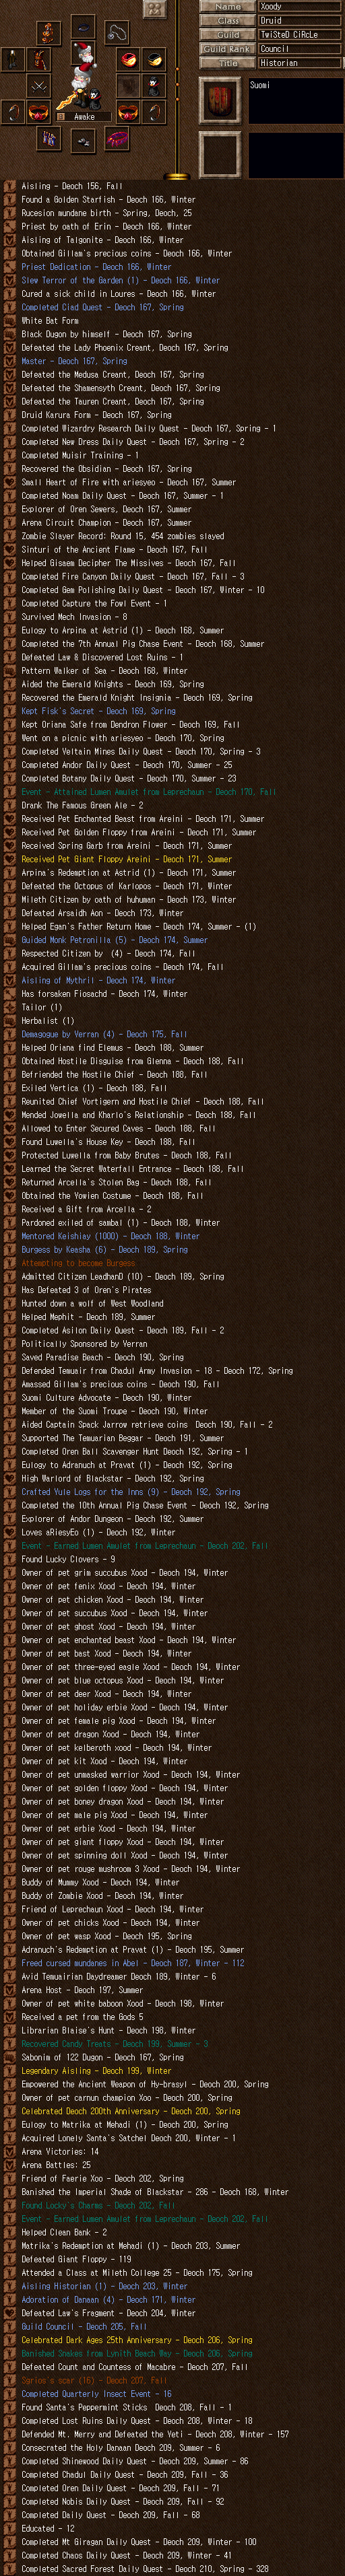 Name Xoody
Class Druid
Guild TwiSteD CiRcLe
Guild Rank Council
Title Historian
Suomi
Awake
Aisling - Deoch 156, Fall
Found a Golden Starfish - Deoch 166, Winter
Rucesion mundane birth - Spring, Deoch, 25
Priest by oath of Erin - Deoch 166, Winter
Aisling of Talgonite - Deoch 166, Winter
Obtained Gillam's precious coins - Deoch 166, Winter
Priest Dedication - Deoch 166, Winter
Slew Terror of the Garden (1) - Deoch 166, Winter
Cured a sick child in Loures - Deoch 166, Winter
Completed Clad Quest - Deoch 167, Spring
White Bat Form
Black Dugon by himself - Deoch 167, Spring
Defeated the Lady Phoenix Creant, Deoch 167, Spring
Master - Deoch 167, Spring
Defeated the Medusa Creant, Deoch 167, Spring
Defeated the Shamensyth Creant, Deoch 167, Spring
Defeated the Tauren Creant, Deoch 167, Spring
Druid Karura Form - Deoch 167, Spring
Completed Wizardry Research Daily Quest - Deoch 167, Spring - 1
Completed New Dress Daily Quest - Deoch 167, Spring - 2
Completed Muisir Training - 1
Recovered the Obsidian - Deoch 167, Spring
Small Heart of Fire with ariesyeo - Deoch 167, Summer
Completed Noam Daily Quest - Deoch 167, Summer - 1
Explorer of Oren Sewers, Deoch 167, Summer
Arena Circuit Champion - Deoch 167, Summer
Zombie Slayer Record: Round 15, 454 zombies slayed
Sinturi of the Ancient Flame - Deoch 167, Fall
Helped Gisaem Decipher The Missives - Deoch 167, Fall
Completed Fire Canyon Daily Quest - Deoch 167, Fall - 3
Completed Gem Polishing Daily Quest - Deoch 167, Winter - 10
Completed Capture the Fowl Event - 1
Survived Mech Invasion - 8
Eulogy to Arpina at Astrid (1) - Deoch 168, Summer
Completed the 7th Annual Pig Chase Event - Deoch 168, Summer
Defeated Law & Discovered Lost Ruins - 1
Pattern Walker of Sea - Deoch 168, Winter
Aided the Emerald Knights - Deoch 169, Spring
Recovered the Emerald Knight Insignia - Deoch 169, Spring
Kept Fisk's Secret - Deoch 169, Spring
Kept Oriana Safe from Dendron Flower - Deoch 169, Fall
Went on a picnic with ariesyeo - Deoch 170, Spring
Completed Veltain Mines Daily Quest - Deoch 170, Spring - 3
Completed Andor Daily Quest - Deoch 170, Summer - 25
Completed Botany Daily Quest - Deoch 170, Summer - 23
Event - Attained Lumen Amulet from Leprechaun - Deoch 170, Fall
Drank The Famous Green Ale - 2
Received Pet Enchanted Beast from Areini - Deoch 171, Summer
Received Pet Golden Floppy from Areini - Deoch 171, Summer
Received Spring Garb from Areini - Deoch 171, Summer
Received Pet Giant Floppy Areini - Deoch 171, Summer
Arpina's Redemption at Astrid (1) - Deoch 171, Summer
Defeated the Octopus of Karlopos - Deoch 171, Winter
Mileth Citizen by oath of huhuman - Deoch 173, Winter
Defeated Arsaidh Aon - Deoch 173, Winter
Helped Egan's Father Return Home - Deoch 174, Summer - (1)
Guided Monk Petronilla (5) - Deoch 174, Summer
Respected Citizen by  (4) - Deoch 174, Fall
Acquired Gillam's precious coins - Deoch 174, Fall
Aisling of Mythril - Deoch 174, Winter
Has forsaken Fiosachd - Deoch 174, Winter
Tailor (1)
Herbalist (1)
Demagogue by Verran (4) - Deoch 175, Fall
Helped Oriana find Elemus - Deoch 188, Summer
Obtained Hostile Disguise from Glenna - Deoch 188, Fall
Befriended the Hostile Chief - Deoch 188, Fall
Exiled Vertica (1) - Deoch 188, Fall
Reunited Chief Vortigern and Hostile Chief - Deoch 188, Fall
Mended Jowella and Kharlo's Relationship - Deoch 188, Fall
Allowed to Enter Secured Caves - Deoch 188, Fall
Found Luwella's House Key - Deoch 188, Fall
Protected Luwella from Baby Brutes - Deoch 188, Fall
Learned the Secret Waterfall Entrance - Deoch 188, Fall
Returned Arcella's Stolen Bag - Deoch 188, Fall
Obtained the Yowien Costume - Deoch 188, Fall
Received a Gift from Arcella - 2
Pardoned exiled of sambal (1) - Deoch 188, Winter
Mentored Keishiay (1000) - Deoch 188, Winter
Burgess by Keasha (6) - Deoch 189, Spring
Attempting to become Burgess
Admitted Citizen LeadhanD (10) - Deoch 189, Spring
Has Defeated 3 of Oren's Pirates
Hunted down a wolf of West Woodland
Helped Mephit - Deoch 189, Summer
Completed Asilon Daily Quest - Deoch 189, Fall - 2
Politically Sponsored by Verran
Saved Paradise Beach - Deoch 190, Spring
Defended Temuair from Chadul Army Invasion - 18 - Deoch 172, Spring
Amassed Gillam's precious coins - Deoch 190, Fall
Suomi Culture Advocate - Deoch 190, Winter
Member of the Suomi Troupe - Deoch 190, Winter
Aided Captain Spack Jarrow retrieve coins  Deoch 190, Fall - 2
Supported The Temuarian Beggar - Deoch 191, Summer
Completed Oren Ball Scavenger Hunt Deoch 192, Spring - 1
Eulogy to Adranuch at Pravat (1) - Deoch 192, Spring
High Warlord of Blackstar - Deoch 192, Spring
Crafted Yule Logs for the Inns (9) - Deoch 192, Spring
Completed the 10th Annual Pig Chase Event - Deoch 192, Spring
Explorer of Andor Dungeon - Deoch 192, Summer
Loves aRiesyEo (1) - Deoch 192, Winter
Event - Earned Lumen Amulet from Leprechaun - Deoch 202, Fall
Found Lucky Clovers - 9
Owner of pet grim succubus Xood - Deoch 194, Winter
Owner of pet fenix Xood - Deoch 194, Winter
Owner of pet chicken Xood - Deoch 194, Winter
Owner of pet succubus Xood - Deoch 194, Winter
Owner of pet ghost Xood - Deoch 194, Winter
Owner of pet enchanted beast Xood - Deoch 194, Winter
Owner of pet bast Xood - Deoch 194, Winter
Owner of pet three-eyed eagle Xood - Deoch 194, Winter
Owner of pet blue octopus Xood - Deoch 194, Winter
Owner of pet deer Xood - Deoch 194, Winter
Owner of pet holiday erbie Xood - Deoch 194, Winter
Owner of pet female pig Xood - Deoch 194, Winter
Owner of pet dragon Xood - Deoch 194, Winter
Owner of pet kelberoth xood - Deoch 194, Winter
Owner of pet kit Xood - Deoch 194, Winter
Owner of pet unmasked warrior Xood - Deoch 194, Winter
Owner of pet golden floppy Xood - Deoch 194, Winter
Owner of pet boney dragon Xood - Deoch 194, Winter
Owner of pet male pig Xood - Deoch 194, Winter
Owner of pet erbie Xood - Deoch 194, Winter
Owner of pet giant floppy Xood - Deoch 194, Winter
Owner of pet spinning doll Xood - Deoch 194, Winter
Owner of pet rouge mushroom 3 Xood - Deoch 194, Winter
Buddy of Mummy Xood - Deoch 194, Winter
Buddy of Zombie Xood - Deoch 194, Winter
Friend of Leprechaun Xood - Deoch 194, Winter
Owner of pet chicks Xood - Deoch 194, Winter
Owner of pet wasp Xood - Deoch 195, Spring
Adranuch's Redemption at Pravat (1) - Deoch 195, Summer
Freed cursed mundanes in Abel - Deoch 187, Winter - 112
Avid Temuairian Daydreamer Deoch 189, Winter - 6
Arena Host - Deoch 197, Summer
Owner of pet white baboon Xood - Deoch 198, Winter
Received a pet from the Gods 5
Librarian Blaise's Hunt - Deoch 198, Winter
Recovered Candy Treats - Deoch 199, Summer - 3
Sabonim of 122 Dugon - Deoch 167, Spring
Legendary Aisling - Deoch 199, Winter
Empowered the Ancient Weapon of Hy-brasyl - Deoch 200, Spring
Owner of pet carnun champion Xoo - Deoch 200, Spring
Celebrated Deoch 200th Anniversary - Deoch 200, Spring
Eulogy to Matrika at Mehadi (1) - Deoch 200, Spring
Acquired Lonely Santa's Satchel Deoch 200, Winter - 1
Arena Victories: 14
Arena Battles: 25
Friend of Faerie Xoo - Deoch 202, Spring
Banished the Imperial Shade of Blackstar - 286 - Deoch 168, Winter
Found Locky's Charms - Deoch 202, Fall
Event - Earned Lumen Amulet from Leprechaun - Deoch 202, Fall
Helped Clean Bank - 2
Matrika's Redemption at Mehadi (1) - Deoch 203, Summer
Defeated Giant Floppy - 119
Attended a Class at Mileth College 25 - Deoch 175, Spring
Aisling Historian (1) - Deoch 203, Winter
Adoration of Danaan (4) - Deoch 171, Winter
Defeated Law's Fragment - Deoch 204, Winter
Guild Council - Deoch 205, Fall
Celebrated Dark Ages 25th Anniversary - Deoch 206, Spring
Banished Snakes from Lynith Beach Way - Deoch 206, Spring
Defeated Count and Countess of Macabre - Deoch 207, Fall
Sgrios's scar (16) - Deoch 207, Fall
Completed Quarterly Insect Event - 16
Found Santa's Peppermint Sticks  Deoch 208, Fall - 1
Completed Lost Ruins Daily Quest - Deoch 208, Winter - 18
Defended Mt. Merry and Defeated the Yeti - Deoch 208, Winter - 157
Consecrated the Holy Danaan Deoch 209, Summer - 6
Completed Shinewood Daily Quest - Deoch 209, Summer - 86
Completed Chadul Daily Quest - Deoch 209, Fall - 36
Completed Oren Daily Quest - Deoch 209, Fall - 71
Completed Nobis Daily Quest - Deoch 209, Fall - 92
Completed Daily Quest - Deoch 209, Fall - 68
Educated - 12
Completed Mt Giragan Daily Quest - Deoch 209, Winter - 100
Completed Chaos Daily Quest - Deoch 209, Winter - 41
Completed Sacred Forest Daily Quest - Deoch 210, Spring - 328